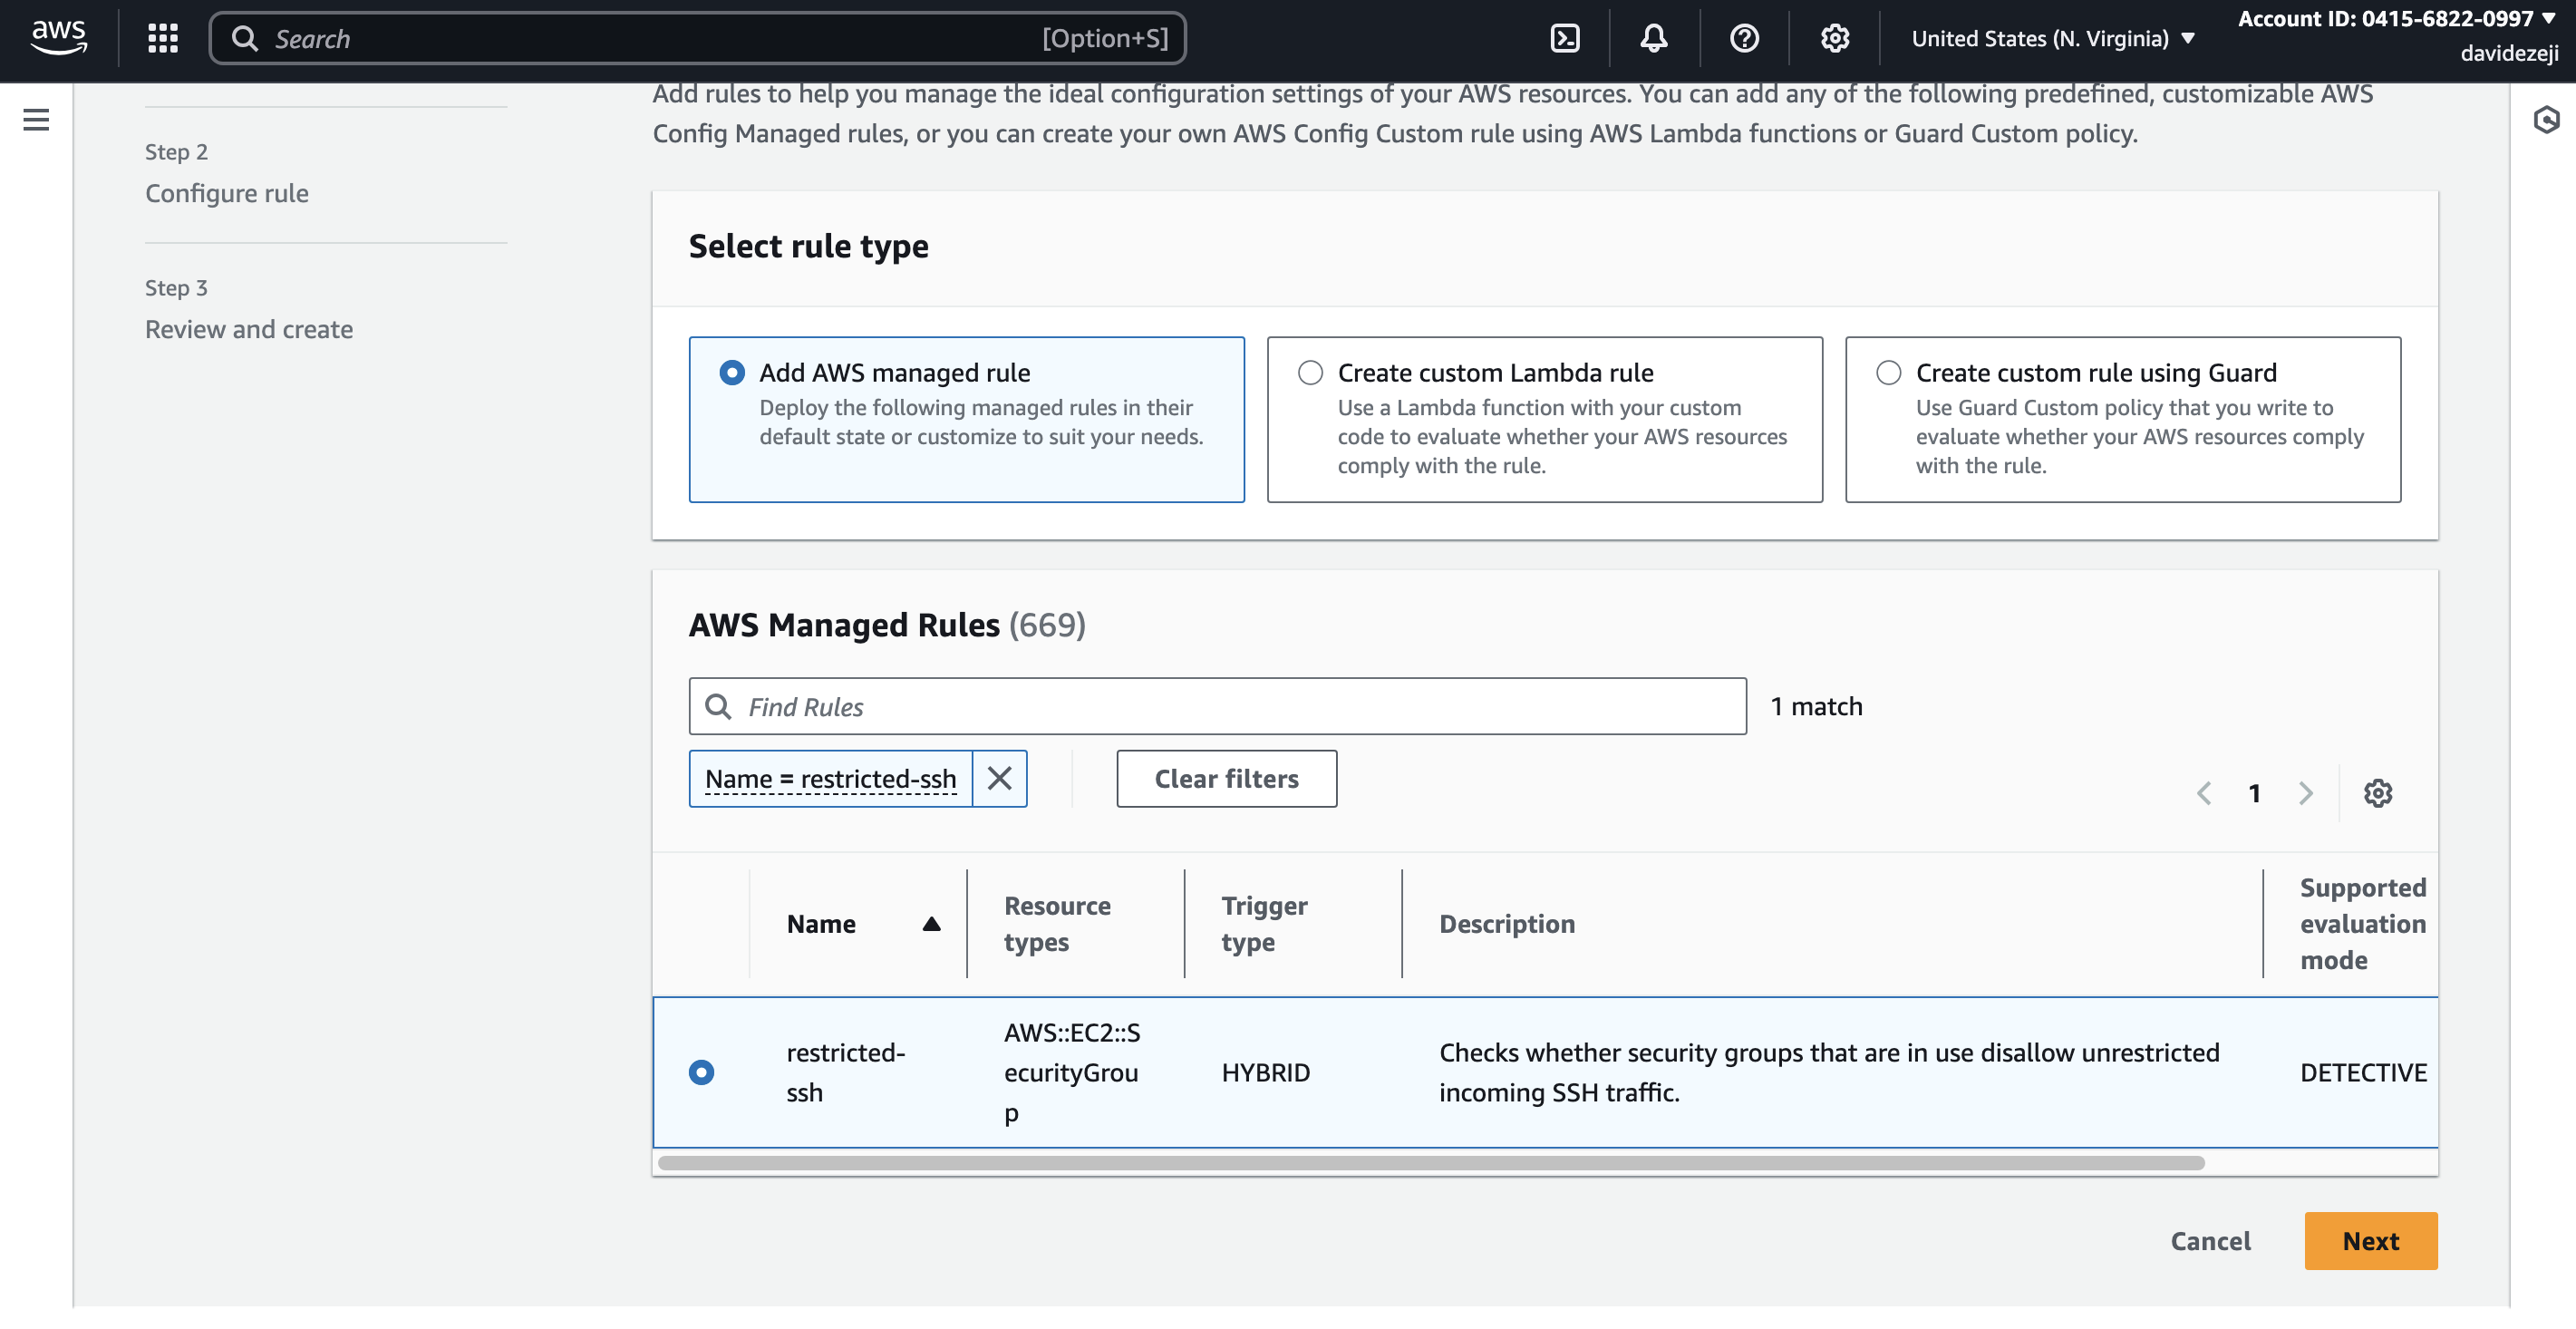 aws
Search
[Option+S]
United States (N. Virginia)
Account ID: 0415-6822-0997
davidezeji
Add rules to help you manage the ideal configuration settings of your AWS resources. You can add any of the following predefined, customizable AWS
Config Managed rules, or you can create your own AWS Config Custom rule using AWS Lambda functions or Guard Custom policy.
Step 2
Configure rule
Step 3
Review and create
Select rule type
Add AWS managed rule
Deploy the following managed rules in their
default state or customize to suit your needs.
Create custom Lambda rule
Use a Lambda function with your custom
code to evaluate whether your AWS resources
comply with the rule.
Create custom rule using Guard
Use Guard Custom policy that you write to
evaluate whether your AWS resources comply
with the rule.
AWS Managed Rules (669)
Find Rules
1 match
Name = restricted-ssh
Clear filters
1
Name
Resource
types
Trigger
type
Description
Supported
evaluation
mode
restricted-
ssh
AWS::EC2::S
ecurityGrou
p
HYBRID
Checks whether security groups that are in use disallow unrestricted
incoming SSH traffic.
DETECTIVE
Cancel
Next